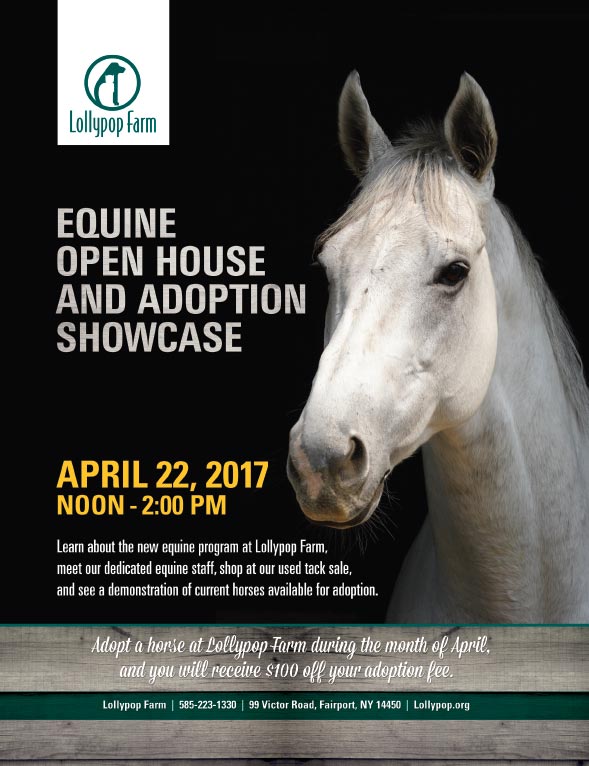 Lollypop Farm
EQUINE
OPEN HOUSE
AND ADOPTION
SHOWCASE
APRIL 22, 2017
NOON - 2:00 PM
Learn about the new equine program at Lollypop Farm,
meet our dedicated equine staff, shop at our used tack sale,
and see a demonstration of current horses available for adoption.
Adopt a horse at Lollypop Farm during the month of April,
and you will receive $100 off your adoption fee.
Lollypop Farm | 585-223-1330 | 99 Victor Road, Fairport, NY 14450 | Lollypop.org